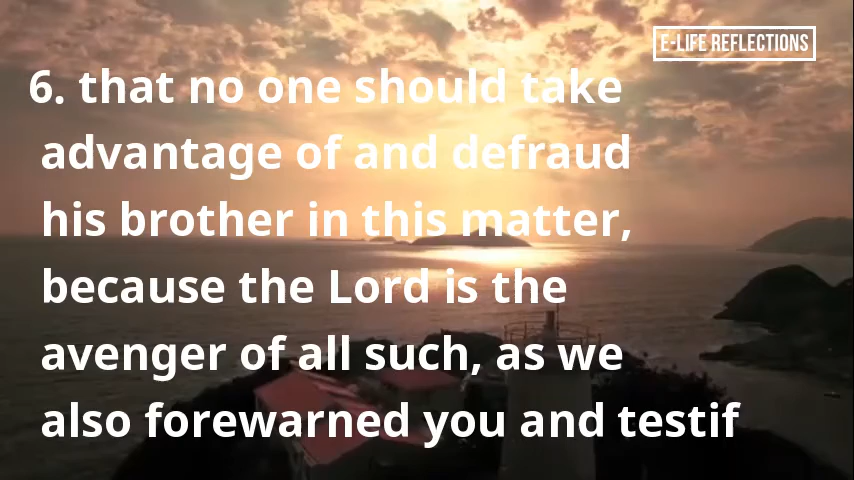 E-LIFE REFLECTIONS
6. that no one should take
advantage of and defraud
his brother in this matter,
because the Lord is the
avenger of all such, as we
also forewarned you and testif